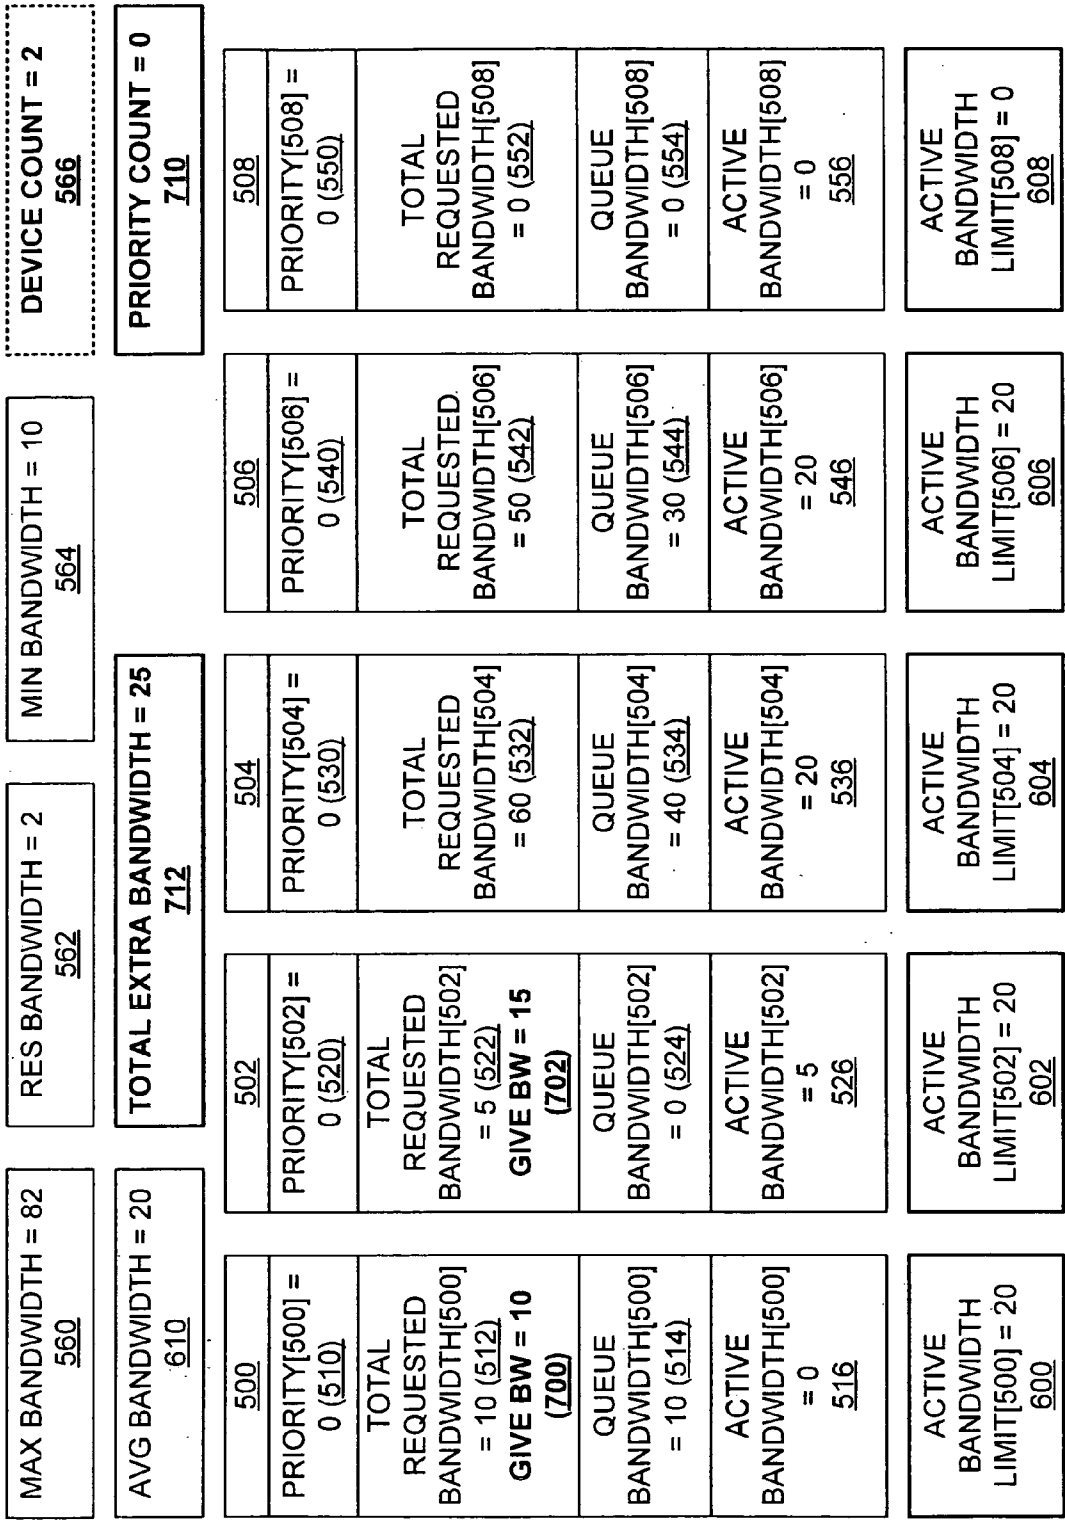 MAX BANDWIDTH = 82
560
RES BANDWIDTH = 2
562
MIN BANDWIDTH = 10
564
DEVICE COUNT = 2
566
AVG BANDWIDTH = 20
610
TOTAL EXTRA BANDWIDTH = 25
712
PRIORITY COUNT = 0
710
500
PRIORITY[500] =
0 (510)
TOTAL
REQUESTED
BANDWIDTH[500]
= 10 (512)
GIVE BW = 10
(700)
QUEUE
BANDWIDTH[500]
= 10 (514)
ACTIVE
BANDWIDTH[500]
= 0
516
ACTIVE
BANDWIDTH
LIMIT[500] = 20
600
502
PRIORITY[502] =
0 (520)
TOTAL
REQUESTED
BANDWIDTH[502]
= 5 (522)
GIVE BW = 15
(702)
QUEUE
BANDWIDTH[502]
= 0 (524)
ACTIVE
BANDWIDTH[502]
= 5
526
ACTIVE
BANDWIDTH
LIMIT[502] = 20
602
504
PRIORITY[504] =
0 (530)
TOTAL
REQUESTED
BANDWIDTH[504]
= 60 (532)
QUEUE
BANDWIDTH[504]
= 40 (534)
ACTIVE
BANDWIDTH[504]
= 20
536
ACTIVE
BANDWIDTH
LIMIT[504] = 20
604
506
PRIORITY[506] =
0 (540)
TOTAL
REQUESTED
BANDWIDTH[506]
= 50 (542)
QUEUE
BANDWIDTH[506]
= 30 (544)
ACTIVE
BANDWIDTH[506]
= 20
546
ACTIVE
BANDWIDTH
LIMIT[506] = 20
606
508
PRIORITY[508] =
0 (550)
TOTAL
REQUESTED
BANDWIDTH[508]
= 0 (552)
QUEUE
BANDWIDTH[508]
= 0 (554)
ACTIVE
BANDWIDTH[508]
= 0
556
ACTIVE
BANDWIDTH
LIMIT[508] = 0
608